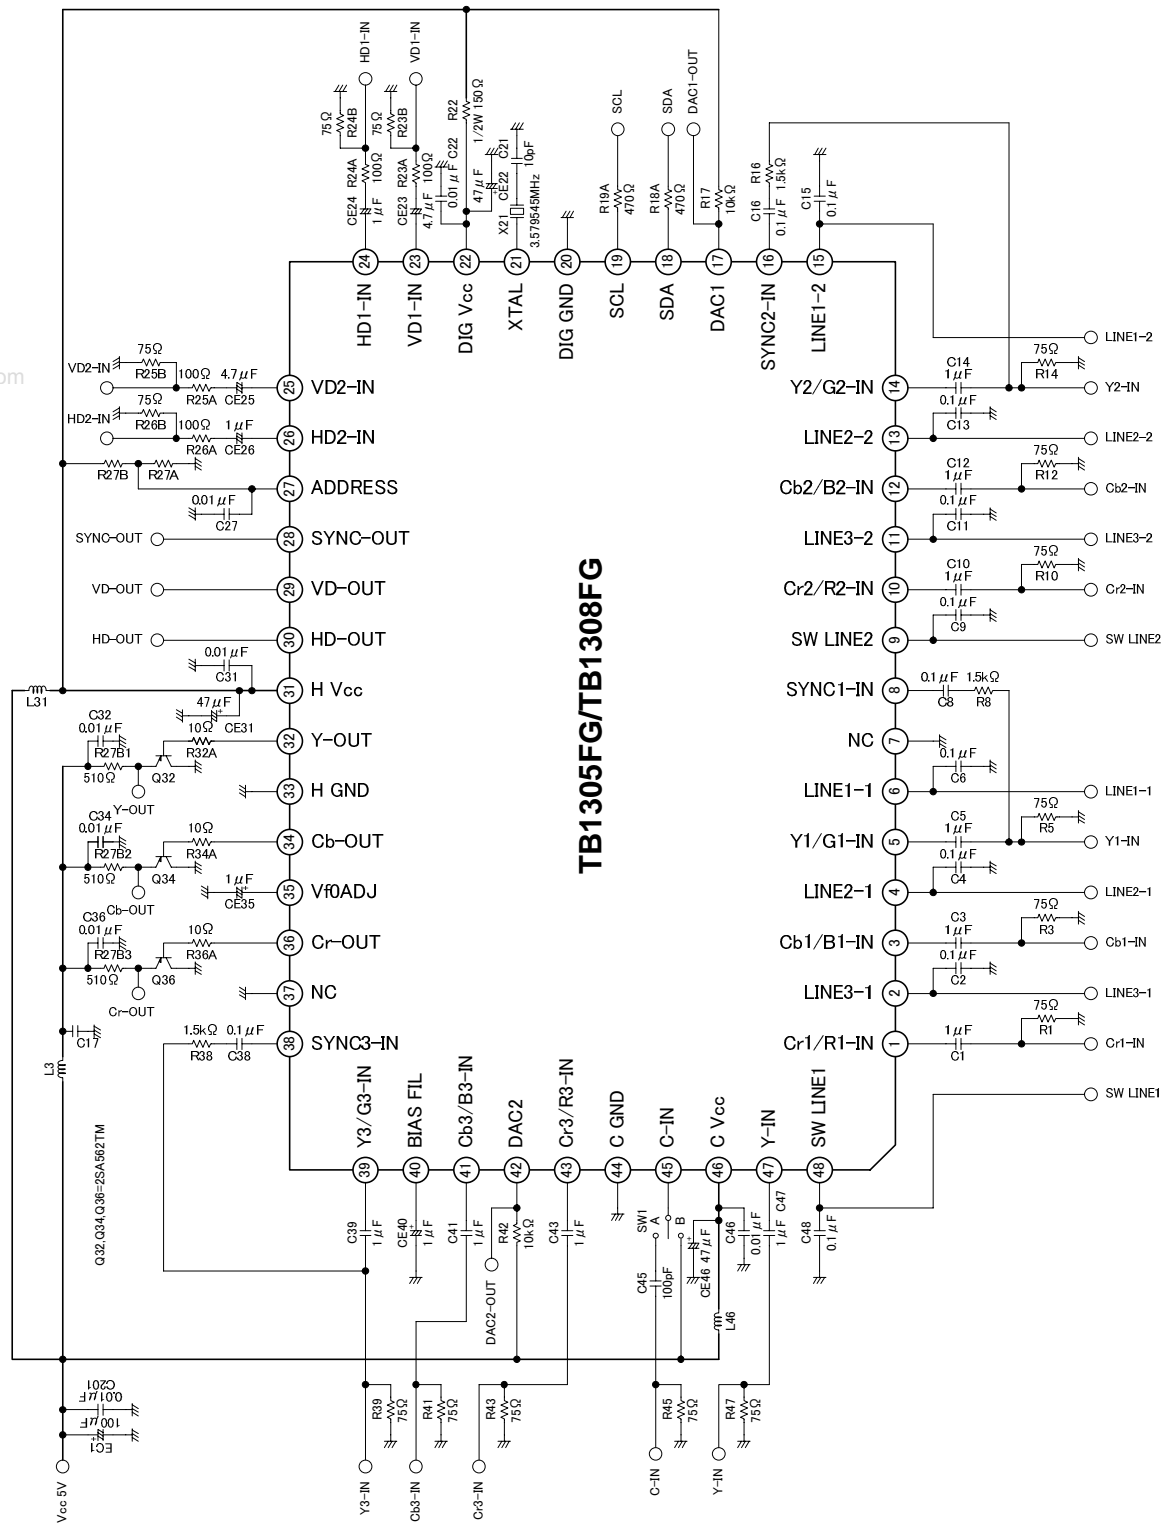 HD1-IN
VD1-IN
75Ω
R24B
75Ω
R23B
R22
1/2W 150Ω
SCL
SDA
DAC1-OUT
R24A
100Ω
R23A
100Ω
C22
0.01μF
47μF
CE22
C21
10pF
R19A
470Ω
R18A
470Ω
R17
10kΩ
R16
1.5kΩ
C16
0.1μF
C15
0.1μF
CE24
1μF
CE23
4.7μF
X21
3.579545MHz
24
23
22
21
20
19
18
17
16
15
HD1-IN
VD1-IN
DIG Vcc
XTAL
DIG GND
SCL
SDA
DAC1
SYNC2-IN
LINE1-2
LINE1-2
om
VD2-IN
75Ω
R25B
100Ω
R25A
4.7μF
CE25
25
VD2-IN
HD2-IN
75Ω
R26B
100Ω
R26A
1μF
CE26
26
HD2-IN
R27B
R27A
0.01μF
C27
27
ADDRESS
SYNC-OUT
28
SYNC-OUT
VD-OUT
29
VD-OUT
HD-OUT
30
HD-OUT
0.01μF
C31
31
H Vcc
L31
47μF
CE31
C32
0.01μF
R27B1
510Ω
Q32
10Ω
R32A
32
Y-OUT
Y-OUT
33
H GND
C34
0.01μF
R27B2
510Ω
Q34
10Ω
R34A
34
Cb-OUT
Cb-OUT
1μF
CE35
35
Vf0ADJ
C36
0.01μF
R27B3
510Ω
Q36
10Ω
R36A
36
Cr-OUT
Cr-OUT
37
NC
C17
L3
1.5kΩ
R38
0.1μF
C38
38
SYNC3-IN
TB1305FG/TB1308FG
Y2/G2-IN
14
C14
1μF
75Ω
R14
Y2-IN
LINE2-2
13
0.1μF
C13
LINE2-2
Cb2/B2-IN
12
C12
1μF
75Ω
R12
Cb2-IN
LINE3-2
11
0.1μF
C11
LINE3-2
Cr2/R2-IN
10
C10
1μF
75Ω
R10
Cr2-IN
SW LINE2
9
0.1μF
C9
SW LINE2
SYNC1-IN
8
0.1μF
C8
1.5kΩ
R8
NC
7
LINE1-1
6
0.1μF
C6
LINE1-1
Y1/G1-IN
5
C5
1μF
75Ω
R5
Y1-IN
LINE2-1
4
0.1μF
C4
LINE2-1
Cb1/B1-IN
3
C3
1μF
75Ω
R3
Cb1-IN
LINE3-1
2
0.1μF
C2
LINE3-1
Cr1/R1-IN
1
1μF
C1
75Ω
R1
Cr1-IN
SW LINE1
Y3/G3-IN
BIAS FIL
Cb3/B3-IN
DAC2
Cr3/R3-IN
C GND
C-IN
C Vcc
Y-IN
SW LINE1
39
40
41
42
43
44
45
46
47
48
Q32,Q34,Q36=2SA562TM
C39
1μF
CE40
1μF
C41
1μF
R42
10kΩ
DAC2-OUT
C43
1μF
SW1
A
B
C45
100pF
CE46
47μF
C46
0.01μF
C47
1μF
C48
0.1μF
L46
C201
0.01μF
100μF
EC1
R39
75Ω
R41
75Ω
R43
75Ω
R45
75Ω
R47
75Ω
Vcc 5V
Y3-IN
Cb3-IN
Cr3-IN
C-IN
Y-IN